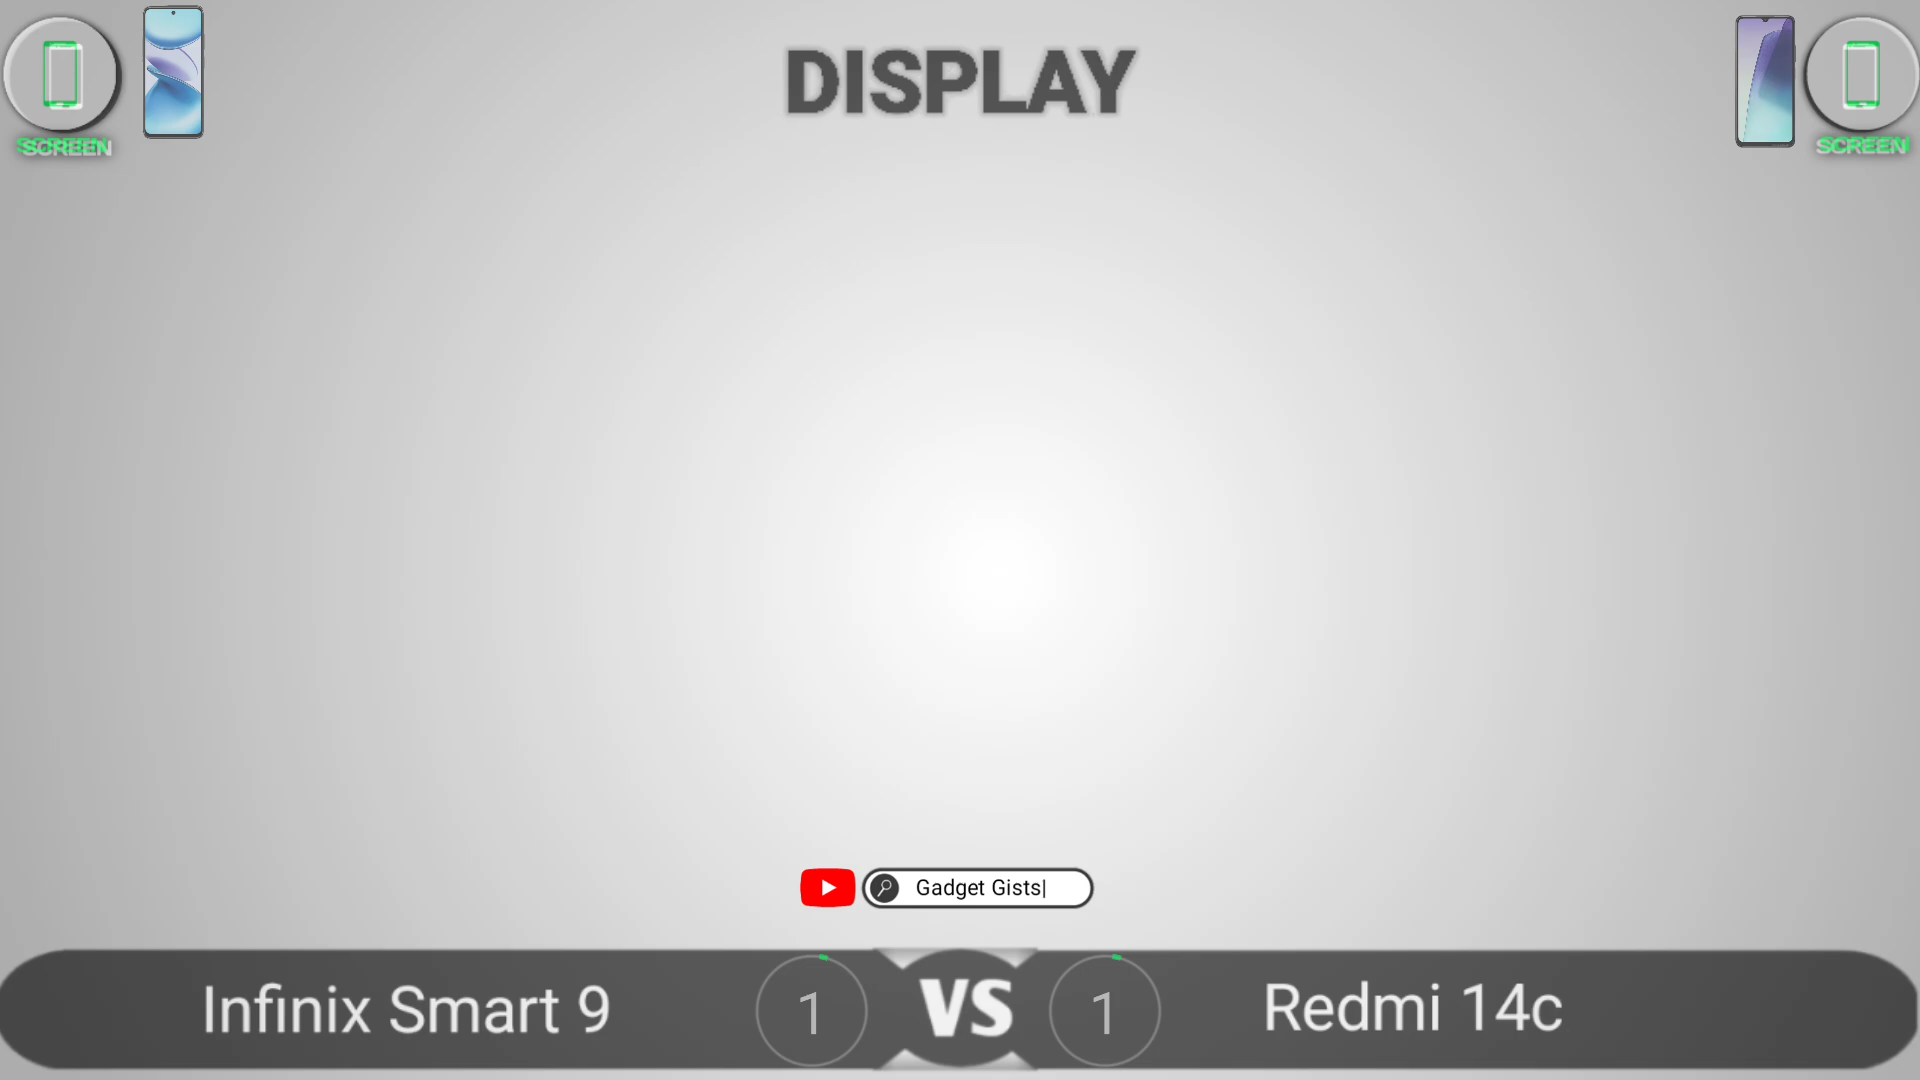 DISPLAY
SCREEN
SCREEN
Gadget Gists|
Infinix Smart 9
1
VS
1
Redmi 14c